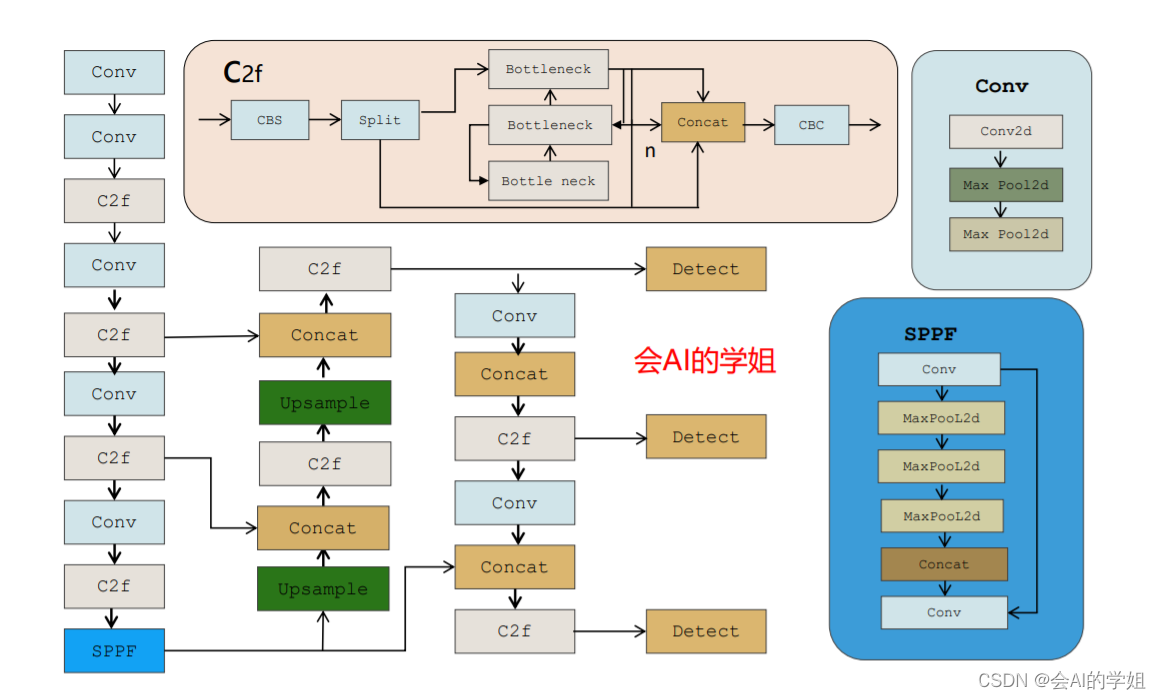 Conv
Conv
C2f
Conv
C2f
Conv
C2f
Conv
C2f
SPPF
C2f
CBS
Split
Bottleneck
Bottleneck
Bottle neck
n
Concat
CBC
C2f
Concat
Upsample
C2f
Concat
Upsample
Conv
Concat
C2f
Conv
Concat
C2f
Detect
Detect
Detect
会AI的学姐
Conv
Conv2d
Max Pool2d
Max Pool2d
SPPF
Conv
MaxPooL2d
MaxPooL2d
MaxPooL2d
Concat
Conv
CSDN @会AI的学姐